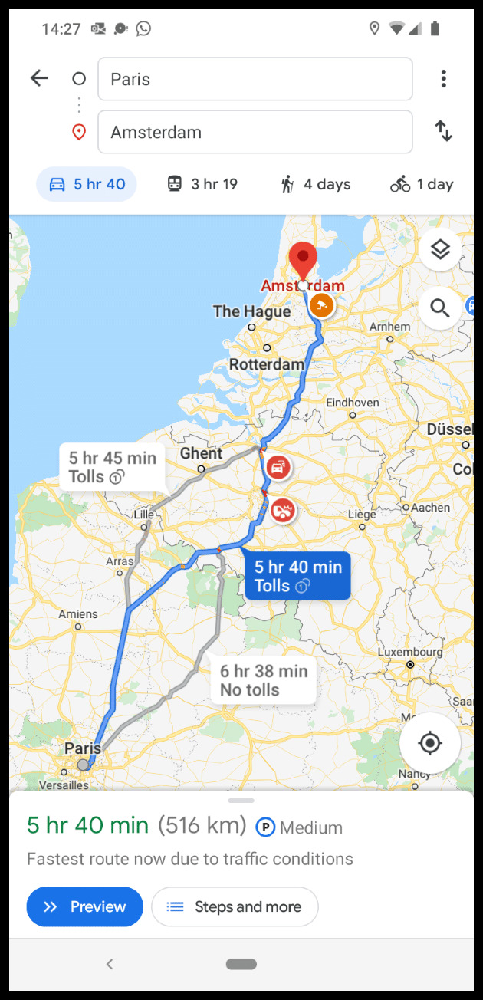 14:27
Paris
Amsterdam
5 hr 40
3 hr 19
4 days
1 day
Amsterdam
The Hague
Arnhem
Rotterdam
Eindhoven
Düssel
5 hr 45 min
Tolls
Ghent
Col
Lille
Liège
Aachen
Arras
5 hr 40 min
Tolls
Amiens
Luxembourg
6 hr 38 min
No tolls
Saa
Me
Paris
Nancy
Versailles
5 hr 40 min (516 km) P Medium
Fastest route now due to traffic conditions
Preview
Steps and more